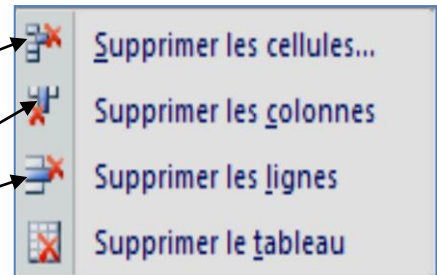 Supprimer les cellules...
Supprimer les colonnes
Supprimer les lignes
Supprimer le tableau